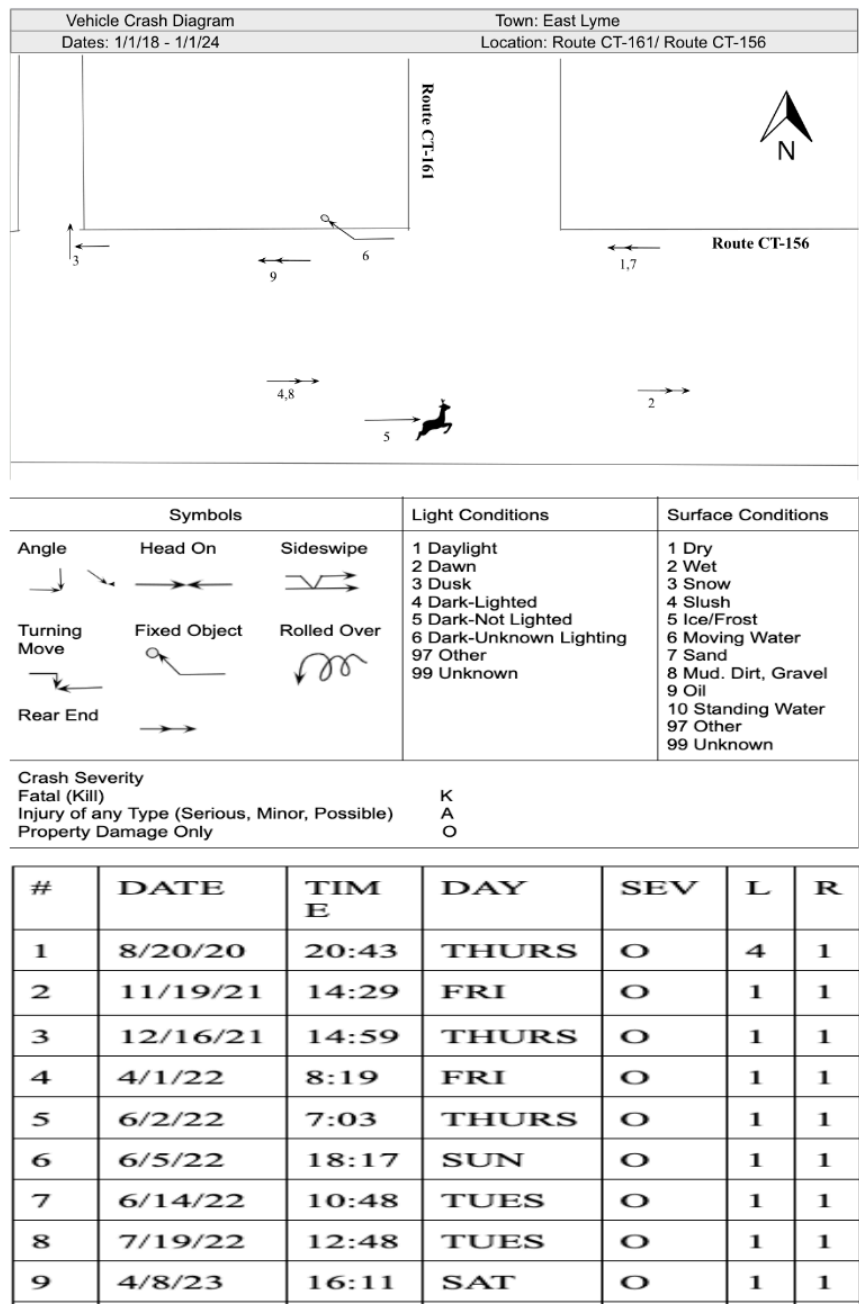 Vehicle Crash Diagram Town: East Lyme
Dates: 1/1/18 - 1/1/24 Location: Route CT-161/ Route CT-156
Route CT-161
N
Route CT-156
3
9
6
1,7
4,8
5
2
Symbols
Angle Head On Sideswipe
Turning Move Fixed Object Rolled Over
Rear End
Light Conditions
1 Daylight
2 Dawn
3 Dusk
4 Dark-Lighted
5 Dark-Not Lighted
6 Dark-Unknown Lighting
97 Other
99 Unknown
Surface Conditions
1 Dry
2 Wet
3 Snow
4 Slush
5 Ice/Frost
6 Moving Water
7 Sand
8 Mud. Dirt, Gravel
9 Oil
10 Standing Water
97 Other
99 Unknown
Crash Severity
Fatal (Kill) K
Injury of any Type (Serious, Minor, Possible) A
Property Damage Only O
# DATE TIM E DAY SEV L R
1 8/20/20 20:43 THURS O 4 1
2 11/19/21 14:29 FRI O 1 1
3 12/16/21 14:59 THURS O 1 1
4 4/1/22 8:19 FRI O 1 1
5 6/2/22 7:03 THURS O 1 1
6 6/5/22 18:17 SUN O 1 1
7 6/14/22 10:48 TUES O 1 1
8 7/19/22 12:48 TUES O 1 1
9 4/8/23 16:11 SAT O 1 1